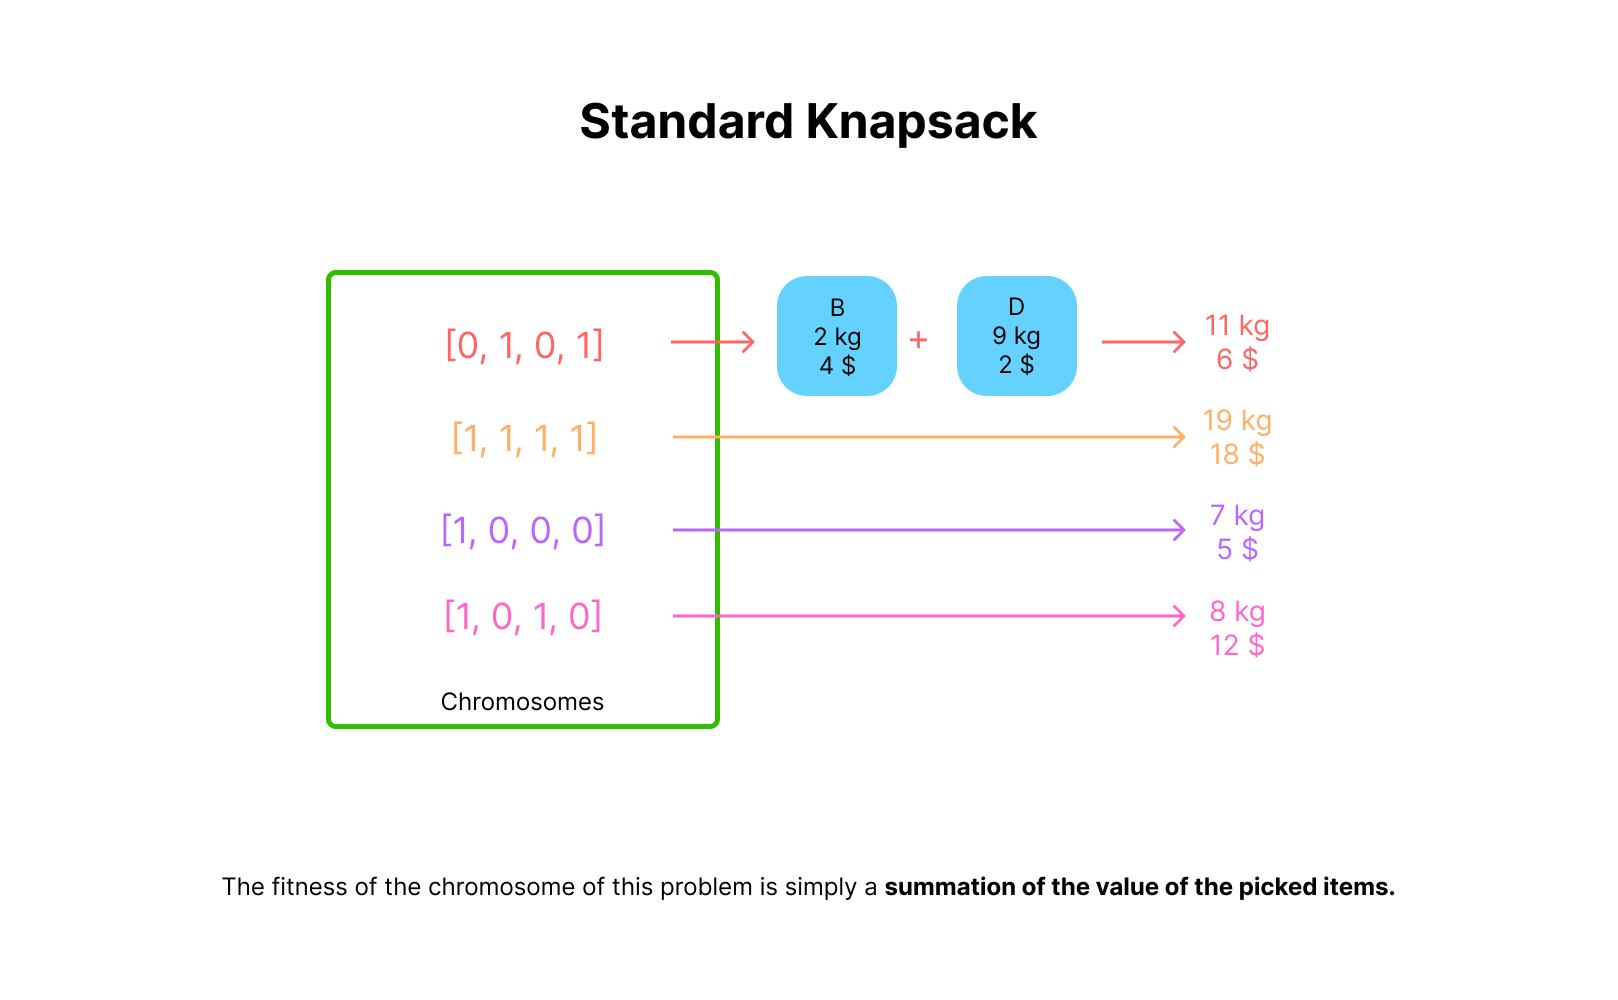 Standard Knapsack
[0, 1, 0, 1]
B
2 kg
4 $
+
D
9 kg
2 $
11 kg
6 $
[1, 1, 1, 1]
19 kg
18 $
[1, 0, 0, 0]
7 kg
5 $
[1, 0, 1, 0]
8 kg
12 $
Chromosomes
The fitness of the chromosome of this problem is simply a summation of the value of the picked items.